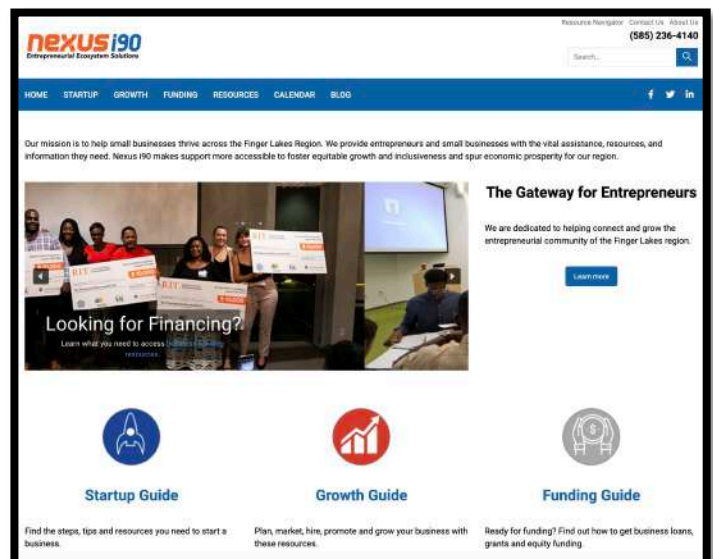 Resource Navigator Contact Us About Us
(585) 236-4140
nexus i90
Entrepreneurial Ecosystem Solutions
Search...
HOME STARTUP GROWTH FUNDING RESOURCES CALENDAR BLOG
Our mission is to help small businesses thrive across the Finger Lakes Region. We provide entrepreneurs and small businesses with the vital assistance, resources, and
information they need. Nexus I90 makes support more accessible to foster equitable growth and inclusiveness and spur economic prosperity for our region.
The Gateway for Entrepreneurs
We are dedicated to helping connect and grow the
entrepreneurial community of the Finger Lakes region.
Learn more
RIT
RIT
RIT
Looking for Financing?
Learn what you need to access business funding
resources.
Startup Guide
Growth Guide
Funding Guide
Find the steps, tips and resources you need to start a
business.
Plan, market, hire, promote and grow your business with
these resources.
Ready for funding? Find out how to get business loans,
grants and equity funding.